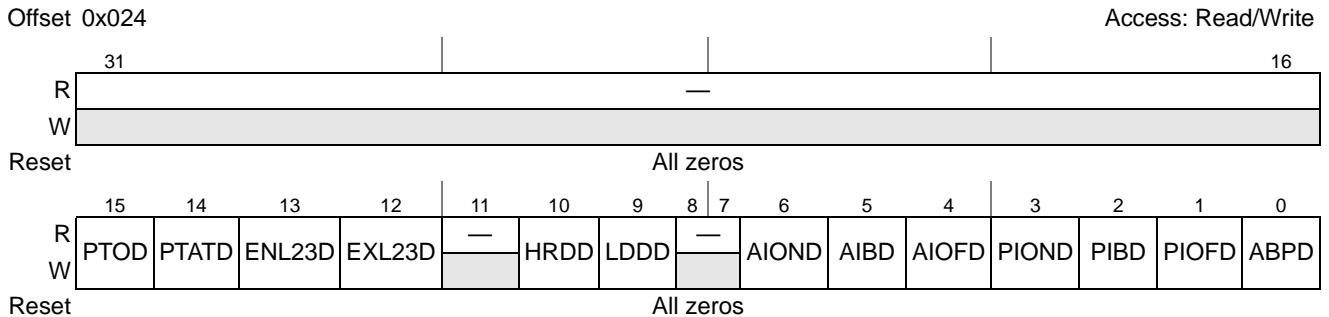 Offset 0x024 Access: Read/Write
31 16
R —
W
Reset All zeros
15 14 13 12 11 10 9 8 7 6 5 4 3 2 1 0
R — —
PTOD PTATD ENL23D EXL23D HRDD LDDD AIOND AIBD AIOFD PIOND PIBD PIOFD ABPD
W
Reset All zeros